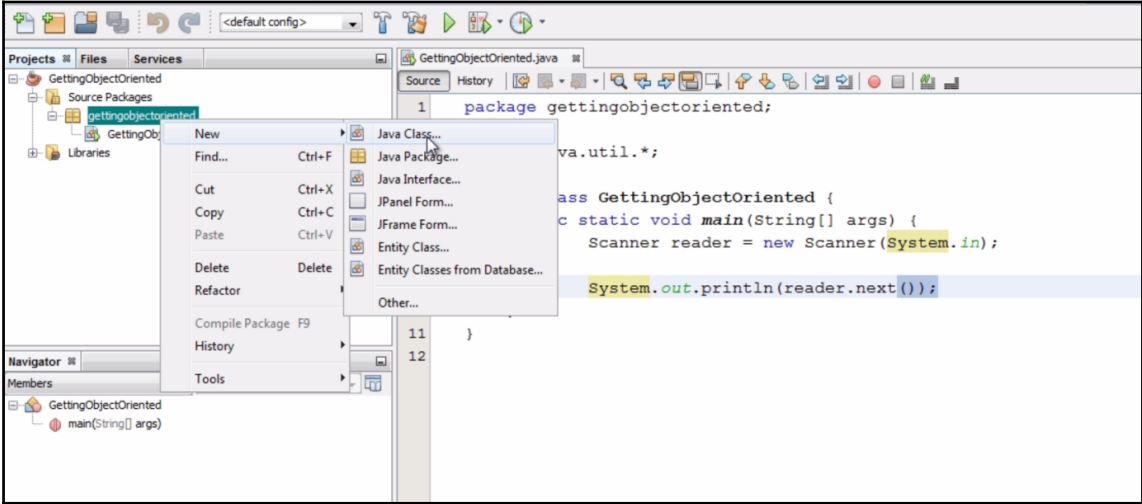 <default config>
Projects Files Services
GettingObjectOriented
Source Packages
gettingobjectoriented
GettingObj
Libraries
New
Find... Ctrl+F
Cut Ctrl+X
Copy Ctrl+C
Paste Ctrl+V
Delete Delete
Refactor
Compile Package F9
History
Tools
Java Class...
Java Package...
Java Interface...
JPanel Form...
JFrame Form...
Entity Class...
Entity Classes from Database...
Other...
Navigator
Members
GettingObjectOriented
main(String[] args)
GettingObjectOriented.java
Source History
1 package gettingobjectoriented;
va.util.*;
ass GettingObjectOriented {
c static void main(String[] args) {
Scanner reader = new Scanner(System.in);
System.out.println(reader.next());
11 }
12